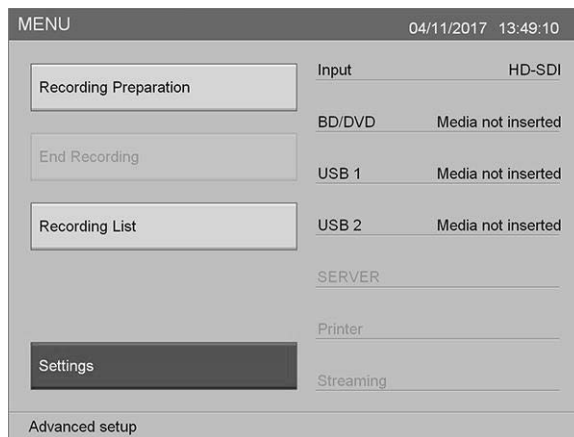 MENU
04/11/2017 13:49:10
Recording Preparation
End Recording
Recording List
Settings
Input HD-SDI
BD/DVD Media not inserted
USB 1 Media not inserted
USB 2 Media not inserted
SERVER
Printer
Streaming
Advanced setup